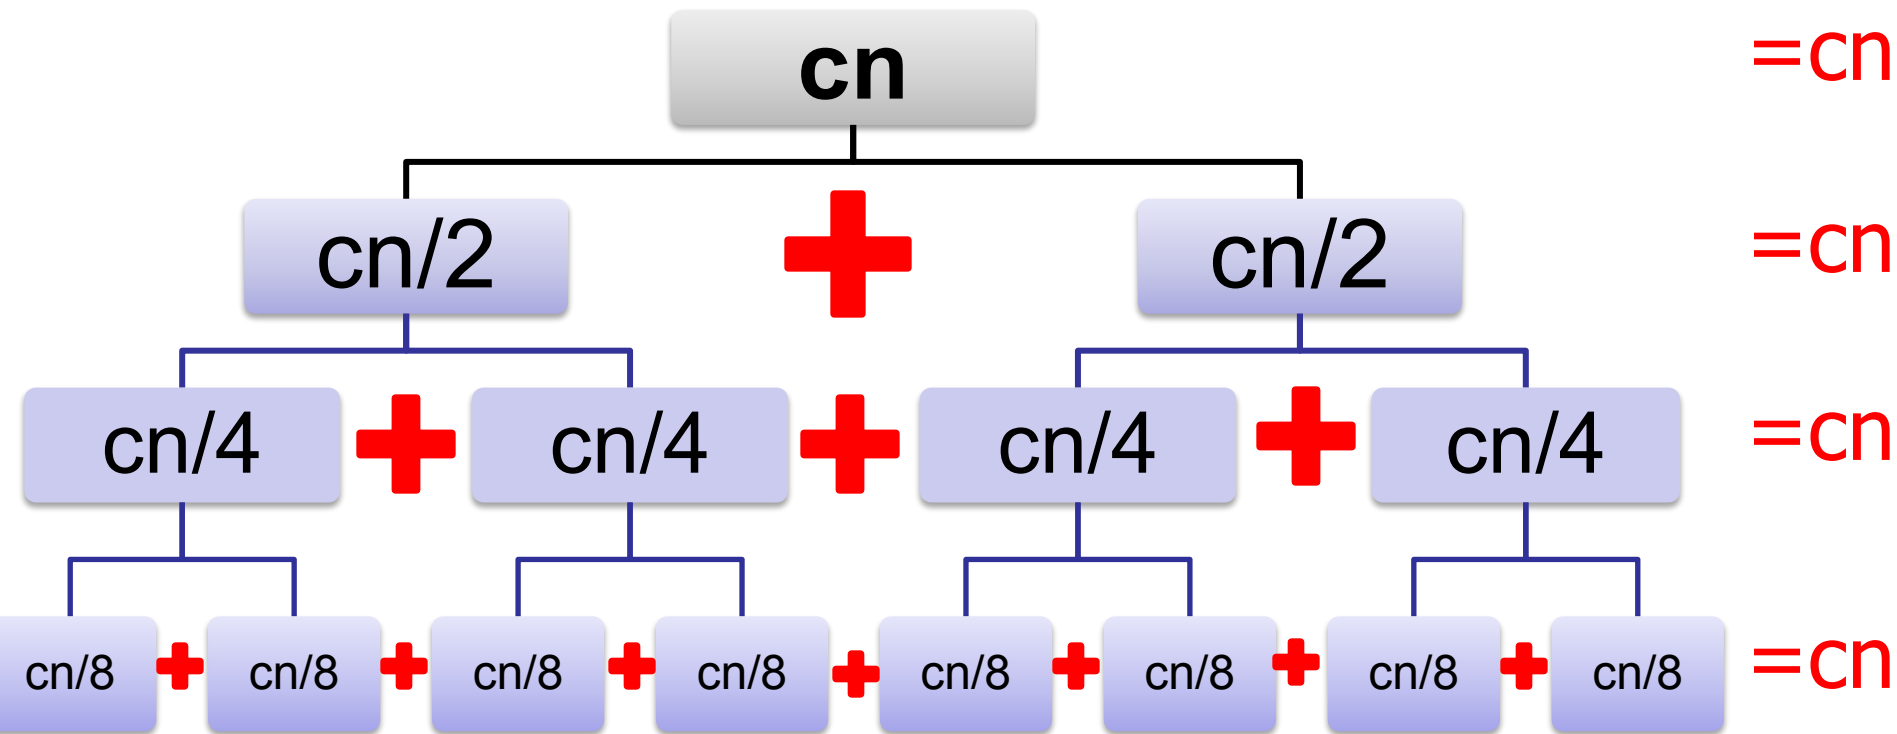 cn =cn
cn/2 + cn/2 =cn
cn/4 + cn/4 + cn/4 + cn/4 =cn
cn/8 + cn/8 + cn/8 + cn/8 + cn/8 + cn/8 + cn/8 + cn/8 =cn